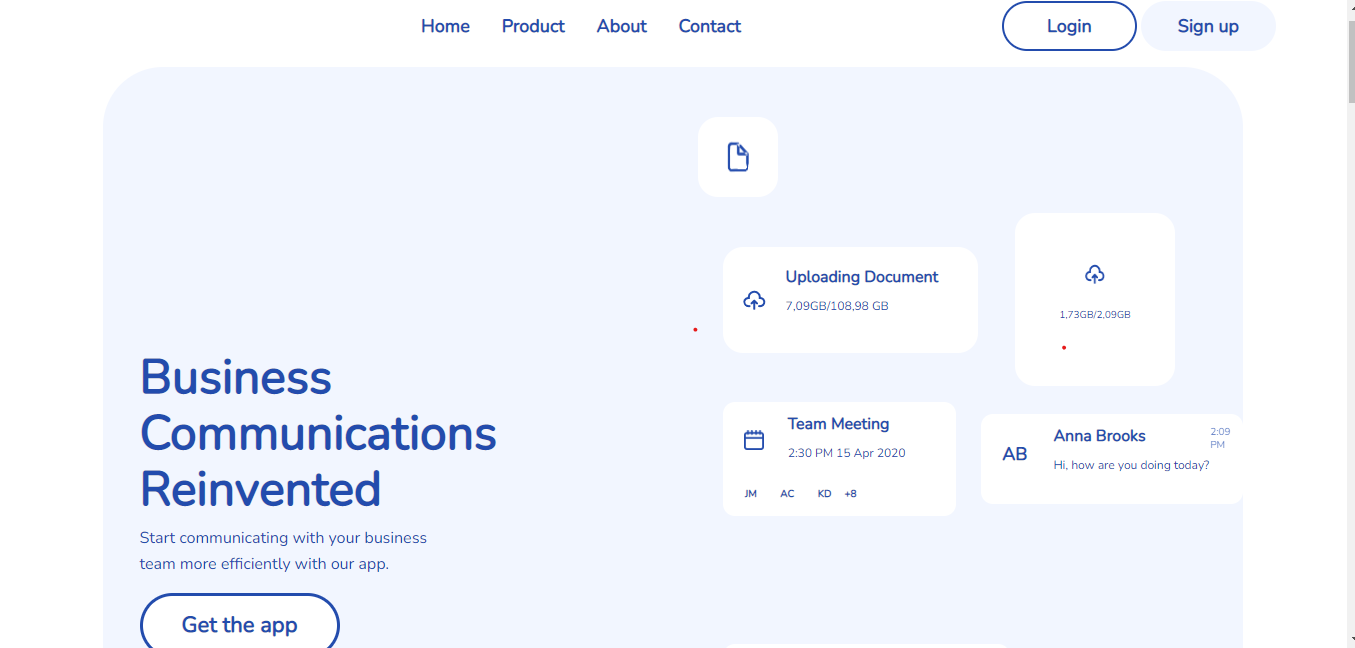 Home Product About Contact Login Sign up
Uploading Document
7,09GB/108,98 GB
1,73GB/2,09GB
Business
Communications
Reinvented
Start communicating with your business
team more efficiently with our app.
Get the app
Team Meeting
2:30 PM 15 Apr 2020
JM AC KD +8
AB
Anna Brooks
2:09
PM
Hi, how are you doing today?